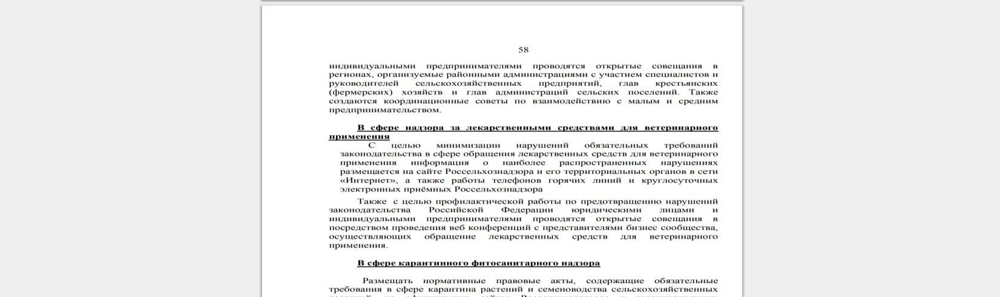 58
индивидуальными предпринимателями проводятся открытые совещания в
регионах, организуемые районными администрациями с участием специалистов и
руководителей сельскохозяйственных предприятий, глав крестьянских
(фермерских) хозяйств и глав администраций сельских поселений. Также
создаются координационные советы по взаимодействию с малым и средним
предпринимательством.
В сфере надзора за лекарственными средствами для ветеринарного
применения
С целью минимизации нарушений обязательных требований
законодательства в сфере обращения лекарственных средств для ветеринарного
применения информация о наиболее распространенных нарушениях
размещается на сайте Россельхознадзора и его территориальных органов в сети
«Интернет», а также работы телефонов горячих линий и круглосуточных
электронных приёмных Россельхознадзора
Также с целью профилактической работы по предотвращению нарушений
законодательства Российской Федерации юридическими лицами и
индивидуальными предпринимателями проводятся открытые совещания в
посредством проведения веб конференций с представителями бизнес сообщества,
осуществляющих обращение лекарственных средств для ветеринарного
применения.
В сфере карантинного фитосанитарного надзора
Размещать нормативные правовые акты, содержащие обязательные
требования в сфере карантина растений и семеноводства сельскохозяйственных